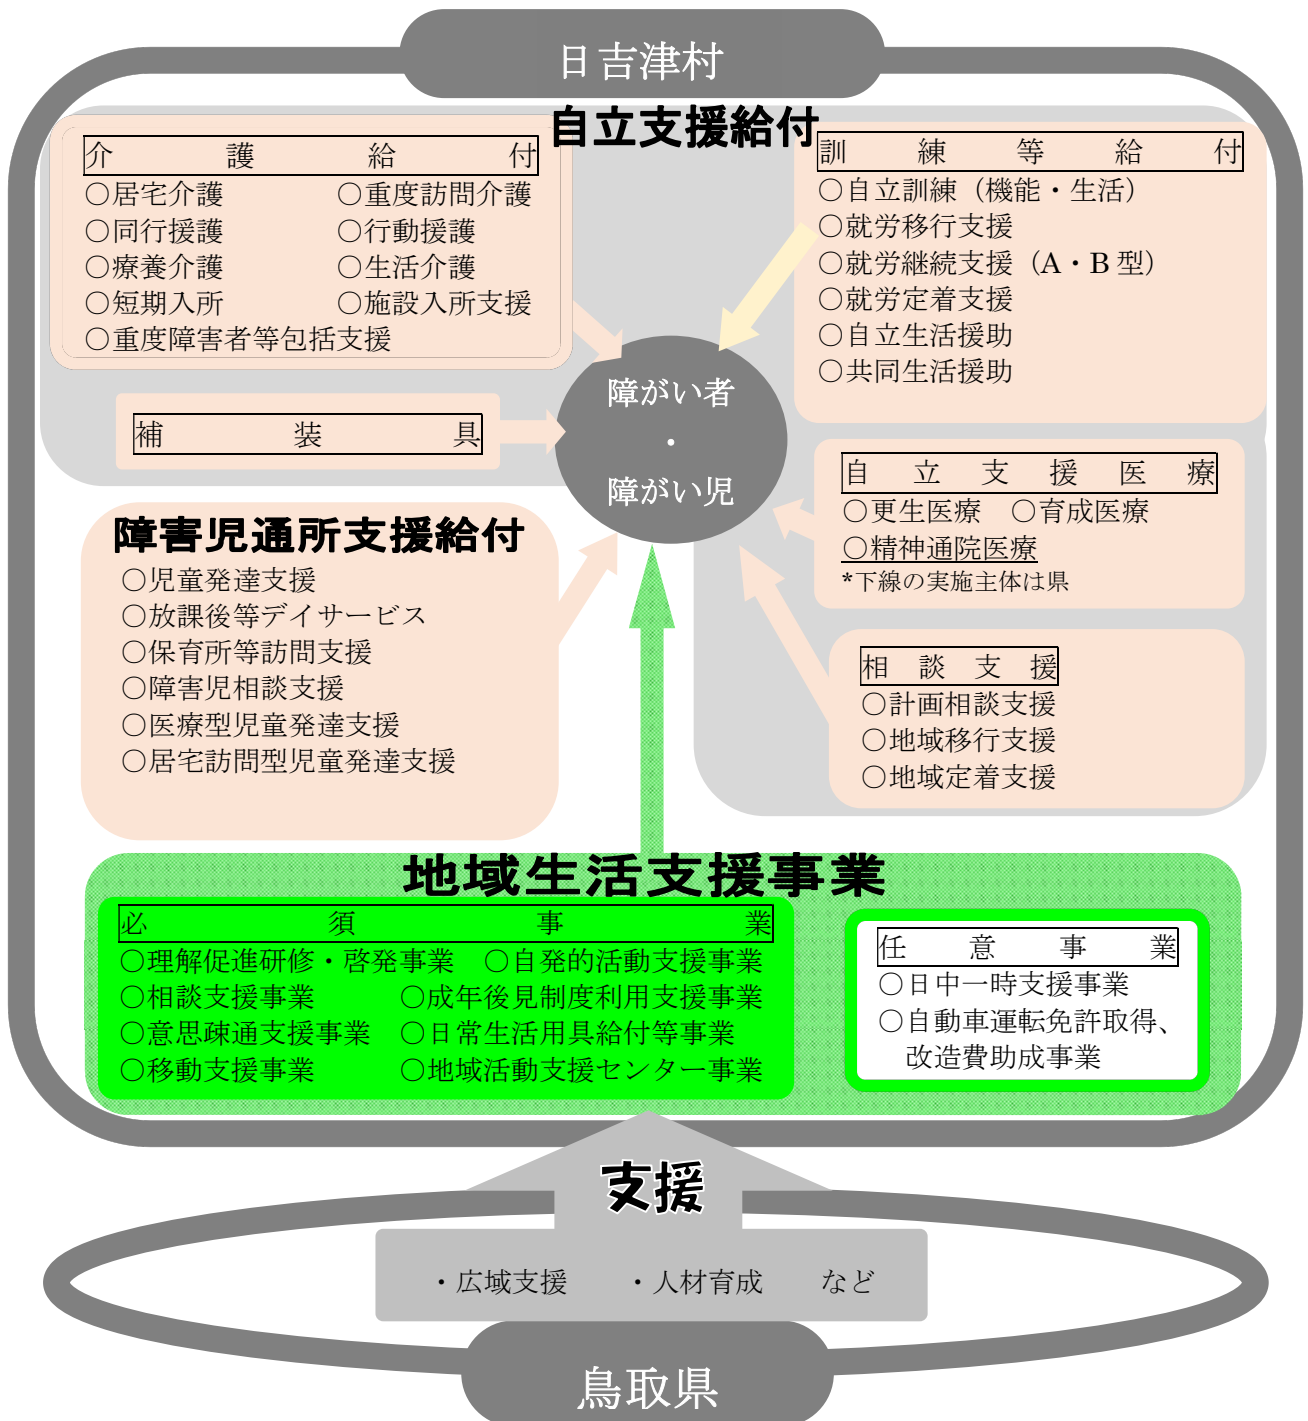 日吉津村
自立支援給付
介護給付
○居宅介護　○重度訪問介護
○同行援護　○行動援護
○療養介護　○生活介護
○短期入所　○施設入所支援
○重度障害者等包括支援
訓練等給付
○自立訓練（機能・生活）
○就労移行支援
○就労継続支援（A・B型）
○就労定着支援
○自立生活援助
○共同生活援助
補装具
障がい者
・
障がい児
自立支援医療
○更生医療　○育成医療
○精神通院医療
*下線の実施主体は県
障害児通所支援給付
○児童発達支援
○放課後等デイサービス
○保育所等訪問支援
○障害児相談支援
○医療型児童発達支援
○居宅訪問型児童発達支援
相談支援
○計画相談支援
○地域移行支援
○地域定着支援
地域生活支援事業
必須事業
○理解促進研修・啓発事業　○自発的活動支援事業
○相談支援事業　○成年後見制度利用支援事業
○意思疎通支援事業　○日常生活用具給付等事業
○移動支援事業　○地域活動支援センター事業
任意事業
○日中一時支援事業
○自動車運転免許取得、
改造費助成事業
支援
・広域支援　・人材育成　など
鳥取県